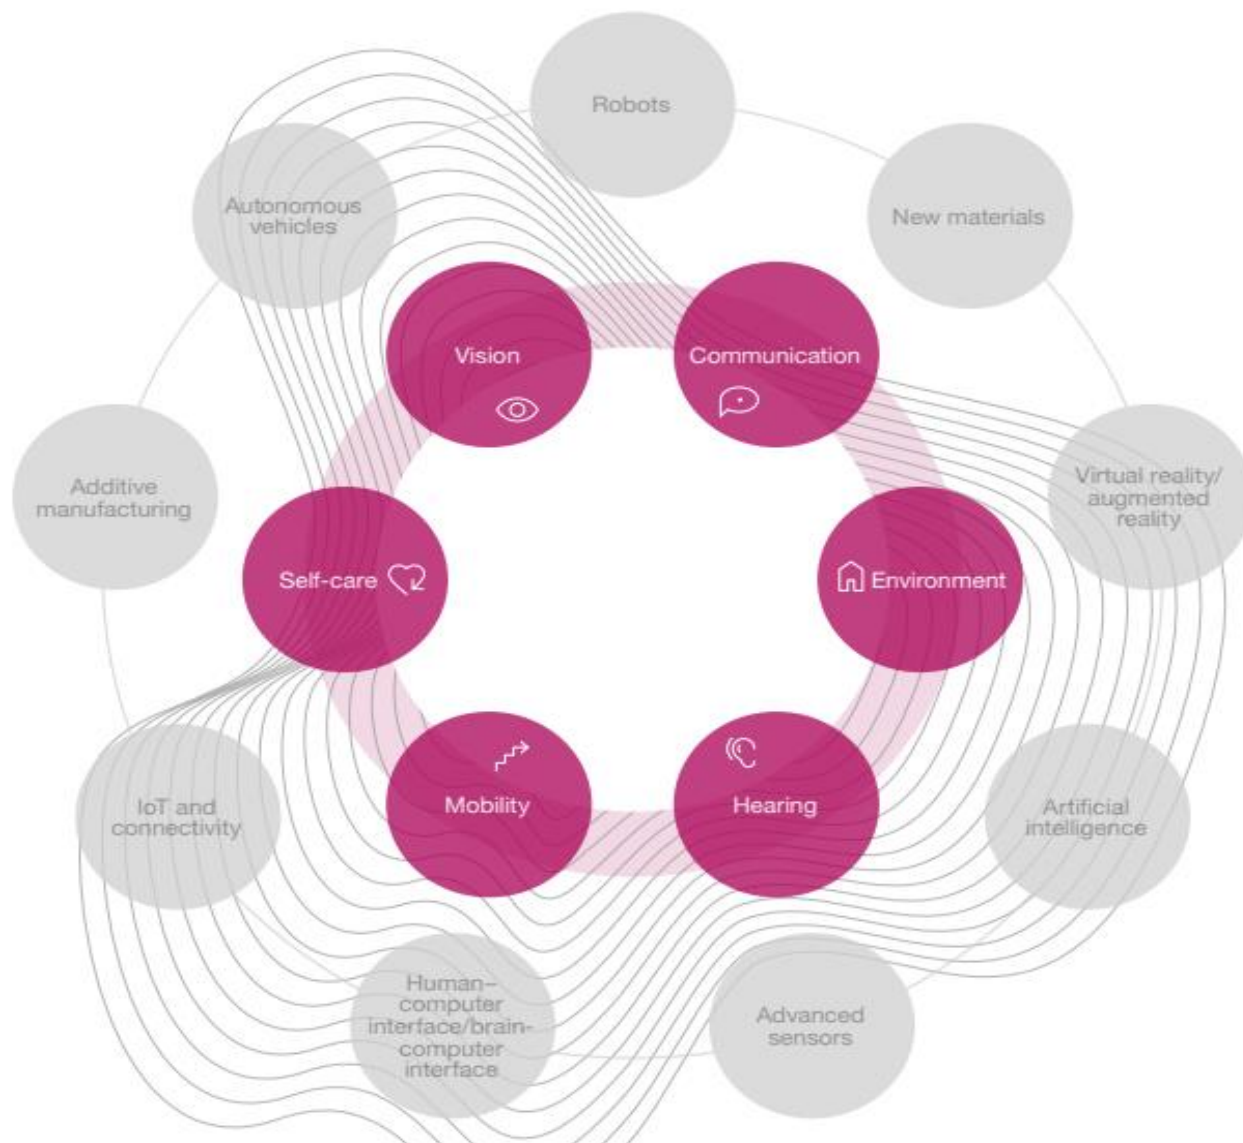 Robots
Autonomous
vehicles
New materials
Vision
Communication
Additive
manufacturing
Virtual reality/
augmented
reality
Self-care
Environment
IoT and
connectivity
Mobility
Hearing
Artificial
intelligence
Human–
computer
interface/brain-
computer
interface
Advanced
sensors